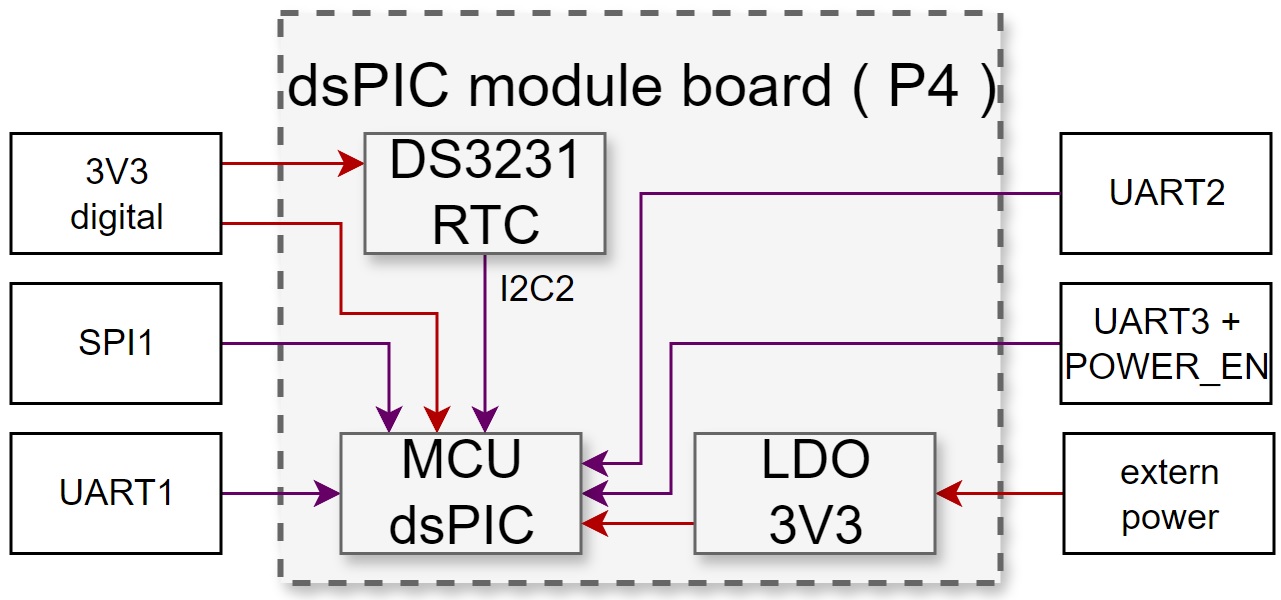 dsPIC module board ( P4 )
3V3
digital
DS3231
RTC
UART2
I2C2
SPI1
UART3 +
POWER_EN
UART1
MCU
dsPIC
LDO
3V3
extern
power